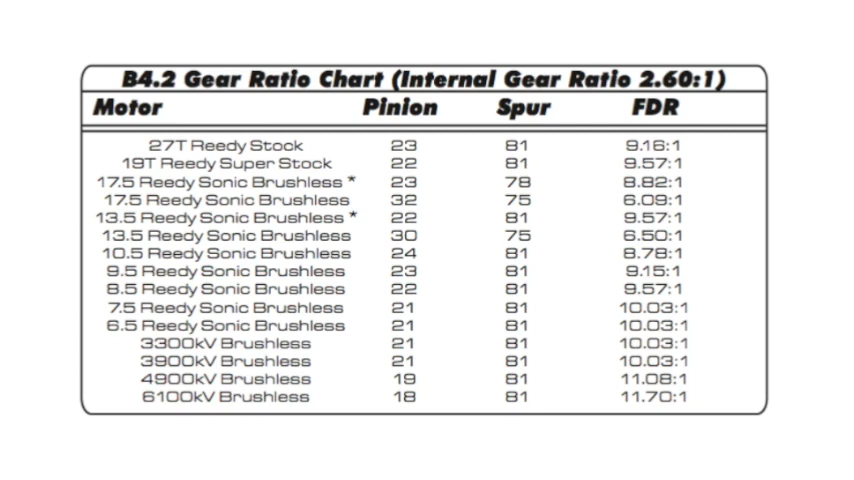 B4.2 Gear Ratio Chart (Internal Gear Ratio 2.60:1)
Motor Pinion Spur FDR
27T Reedy Stock 23 81 9.16:1
19T Reedy Super Stock 22 81 9.57:1
17.5 Reedy Sonic Brushless * 23 78 8.82:1
17.5 Reedy Sonic Brushless 32 75 6.09:1
13.5 Reedy Sonic Brushless * 22 81 9.57:1
13.5 Reedy Sonic Brushless 30 75 6.50:1
10.5 Reedy Sonic Brushless 24 81 8.78:1
9.5 Reedy Sonic Brushless 23 81 9.15:1
8.5 Reedy Sonic Brushless 22 81 9.57:1
7.5 Reedy Sonic Brushless 21 81 10.03:1
6.5 Reedy Sonic Brushless 21 81 10.03:1
3300kV Brushless 21 81 10.03:1
3900kV Brushless 21 81 10.03:1
4900kV Brushless 19 81 11.08:1
6100kV Brushless 18 81 11.70:1